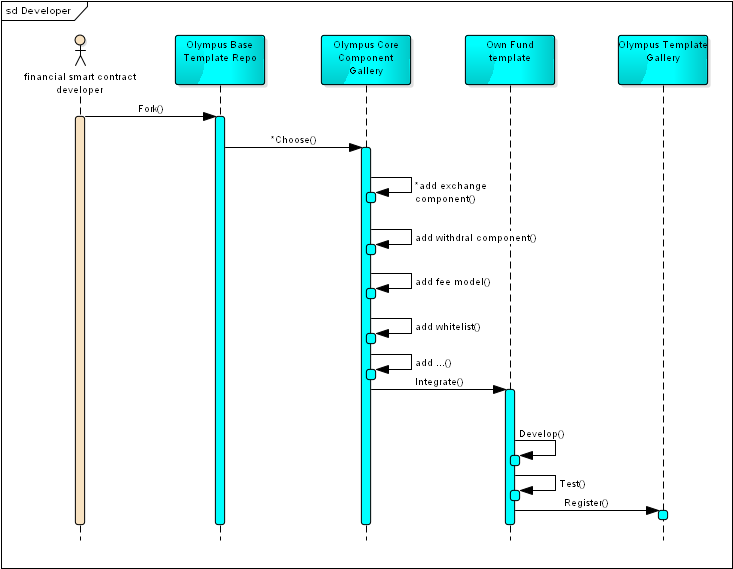 sd Developer
financial smart contract
developer
Olympus Base
Template Repo
Olympus Core
Component
Gallery
Own Fund
template
Olympus Template
Gallery
Fork()
*Choose()
*add exchange
component()
add withdral component()
add fee model()
add whitelist()
add ...()
Integrate()
Develop()
Test()
Register()